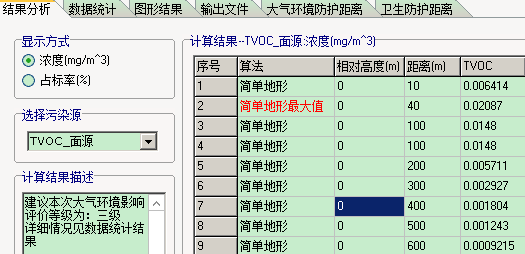 结果分析 数据统计 图形结果 输出文件 大气环境防护距离 卫生防护距离
显示方式
浓度(mg/m^3)
占标率(%)
选择污染源
TVOC_面源
计算结果描述
建议本次大气环境影响
评价等级为：三级
详细情况见数据统计结
果
计算结果--TVOC_面源:浓度(mg/m^3)
序号 算法 相对高度(m) 距离(m) TVOC
1 简单地形 0 10 0.006414
2 简单地形最大值 0 40 0.02087
3 简单地形 0 100 0.0148
4 简单地形 0 100 0.0148
5 简单地形 0 200 0.005711
6 简单地形 0 300 0.002927
7 简单地形 0 400 0.001804
8 简单地形 0 500 0.001243
9 简单地形 0 600 0.0009215